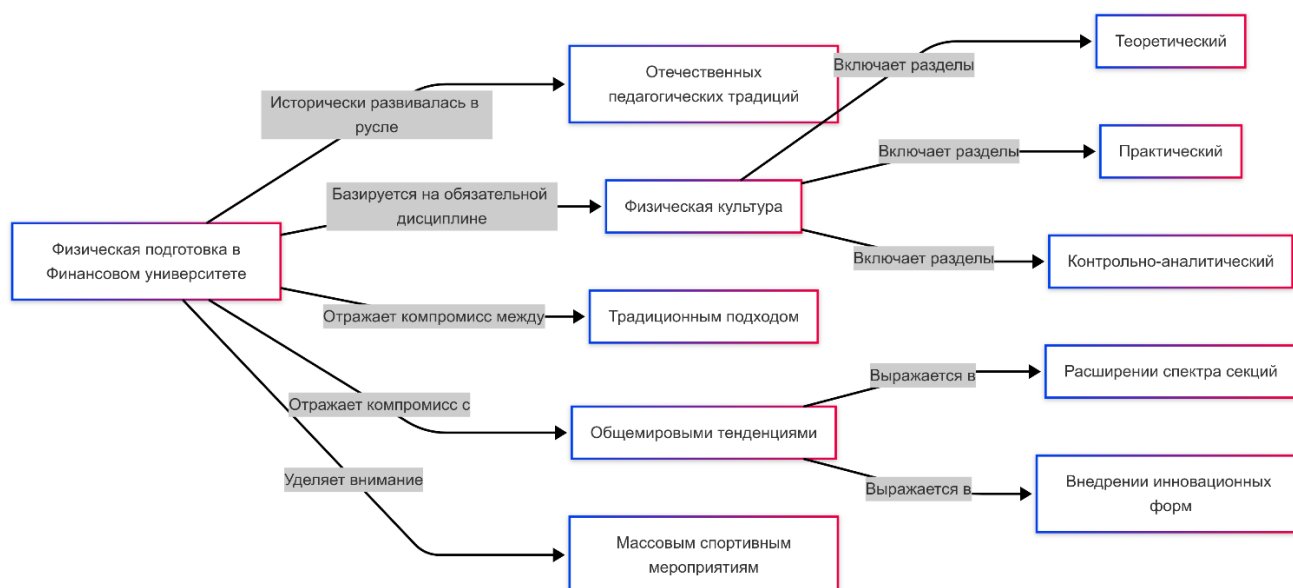 Теоретический
Включает разделы
Отечественных
педагогических традиций
Исторически развивалась в
русле
Включает разделы
Практический
Базируется на обязательной
дисциплине
Физическая культура
Физическая подготовка в
Финансовом университете
Включает разделы
Контрольно-аналитический
Отражает компромисс между
Традиционным подходом
Выражается в
Расширении спектра секций
Отражает компромисс с
Общемировыми тенденциями
Уделяет внимание
Выражается в
Внедрении инновационных
форм
Массовым спортивным
мероприятиям